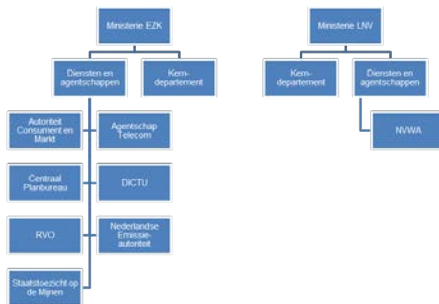 Ministerie EZK
Ministerie LNV
Diensten en
agentschappen
Kern-
departement
Kern-
departement
Diensten en
agentschappen
Autoriteit
Consument en
Markt
Agentschap
Telecom
NVWA
Centraal
Planbureau
DICTU
RVO
Nederlandse
Emissie-
autoriteit
Staatstoezicht op
de Mijnen